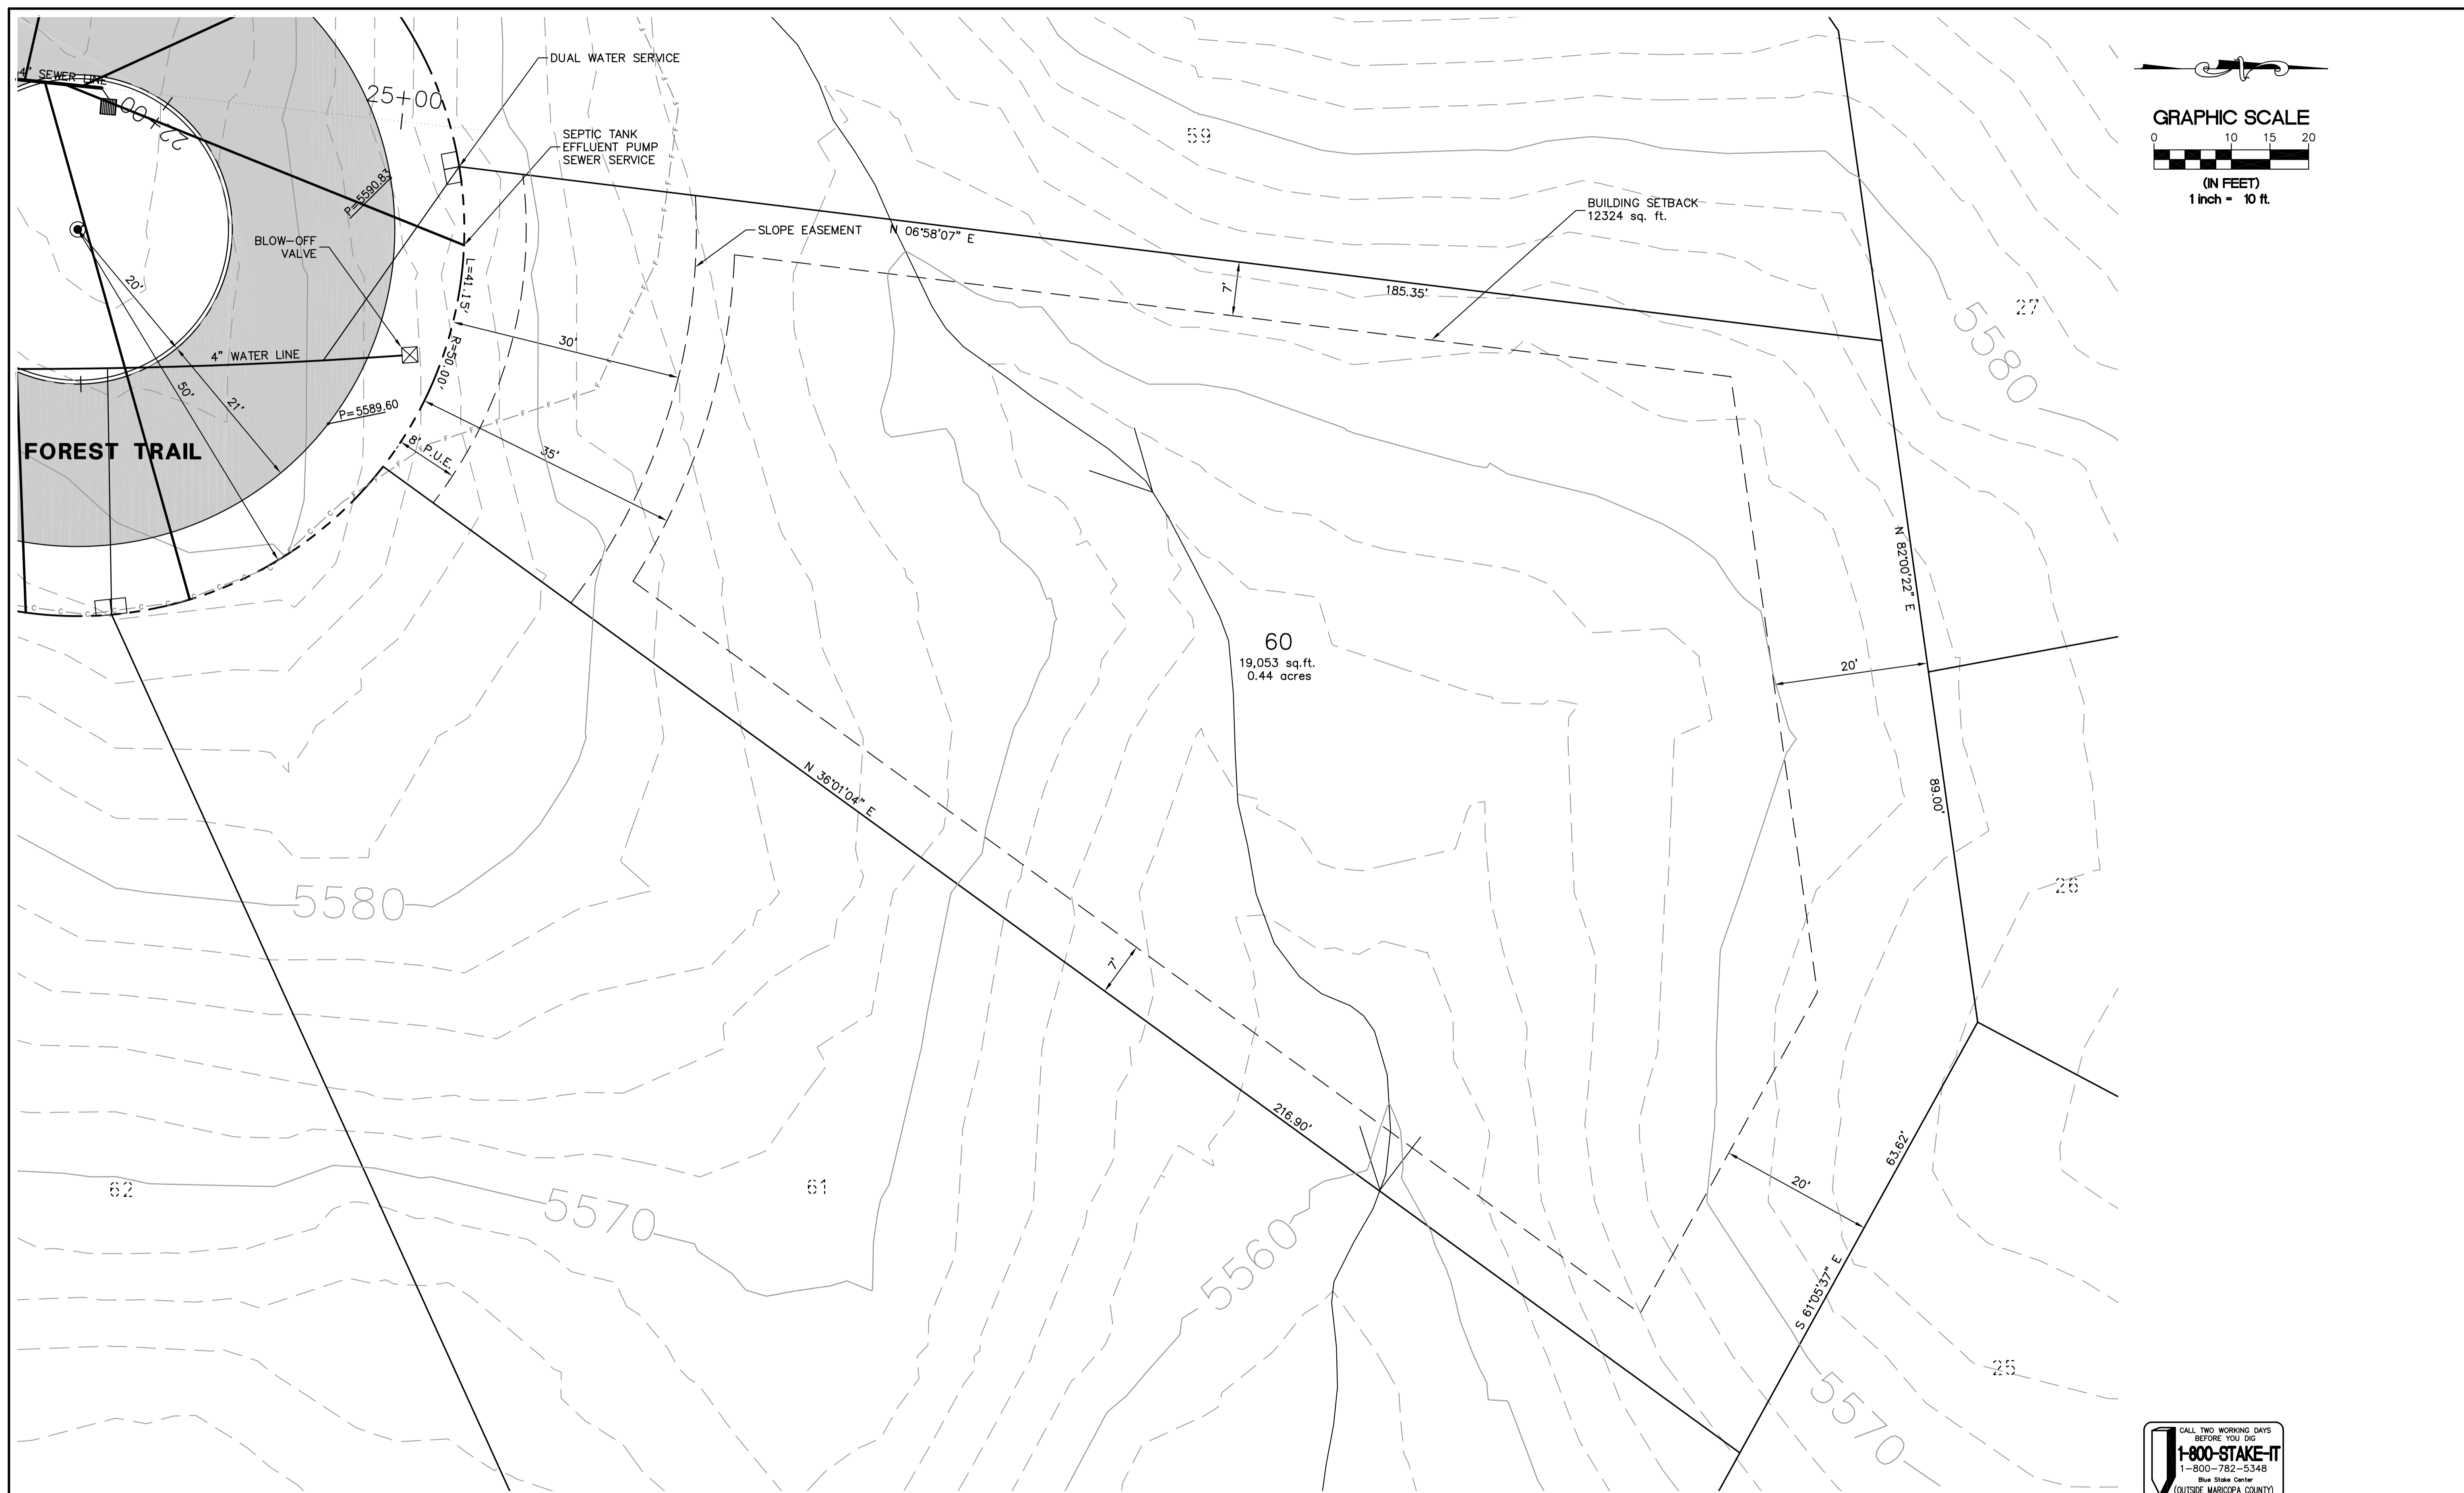 4" SEWER LINE
22+00
25+00
DUAL WATER SERVICE
SEPTIC TANK
EFFLUENT PUMP
SEWER SERVICE
P=5590.83
BLOW-OFF
VALVE
SLOPE EASEMENT
N 06°58'07" E
185.35'
7'
BUILDING SETBACK
12324 sq. ft.
59
27
5580
GRAPHIC SCALE
0 10 15 20
(IN FEET)
1 inch = 10 ft.
20'
L=41.15'
R=50.00'
30'
4" WATER LINE
50'
21'
P=5589.60
FOREST TRAIL
8' P.U.E.
35'
60
19,053 sq.ft.
0.44 acres
N 82°00'22" E
20'
89.00'
N 36°01'04" E
5580
26
7'
216.90'
63.62'
20'
62
61
5570
5560
S 61°05'37" E
25
5570
CALL TWO WORKING DAYS
BEFORE YOU DIG
1-800-STAKE-IT
1-800-782-5348
Blue Stake Center
(OUTSIDE MARICOPA COUNTY)
F
C